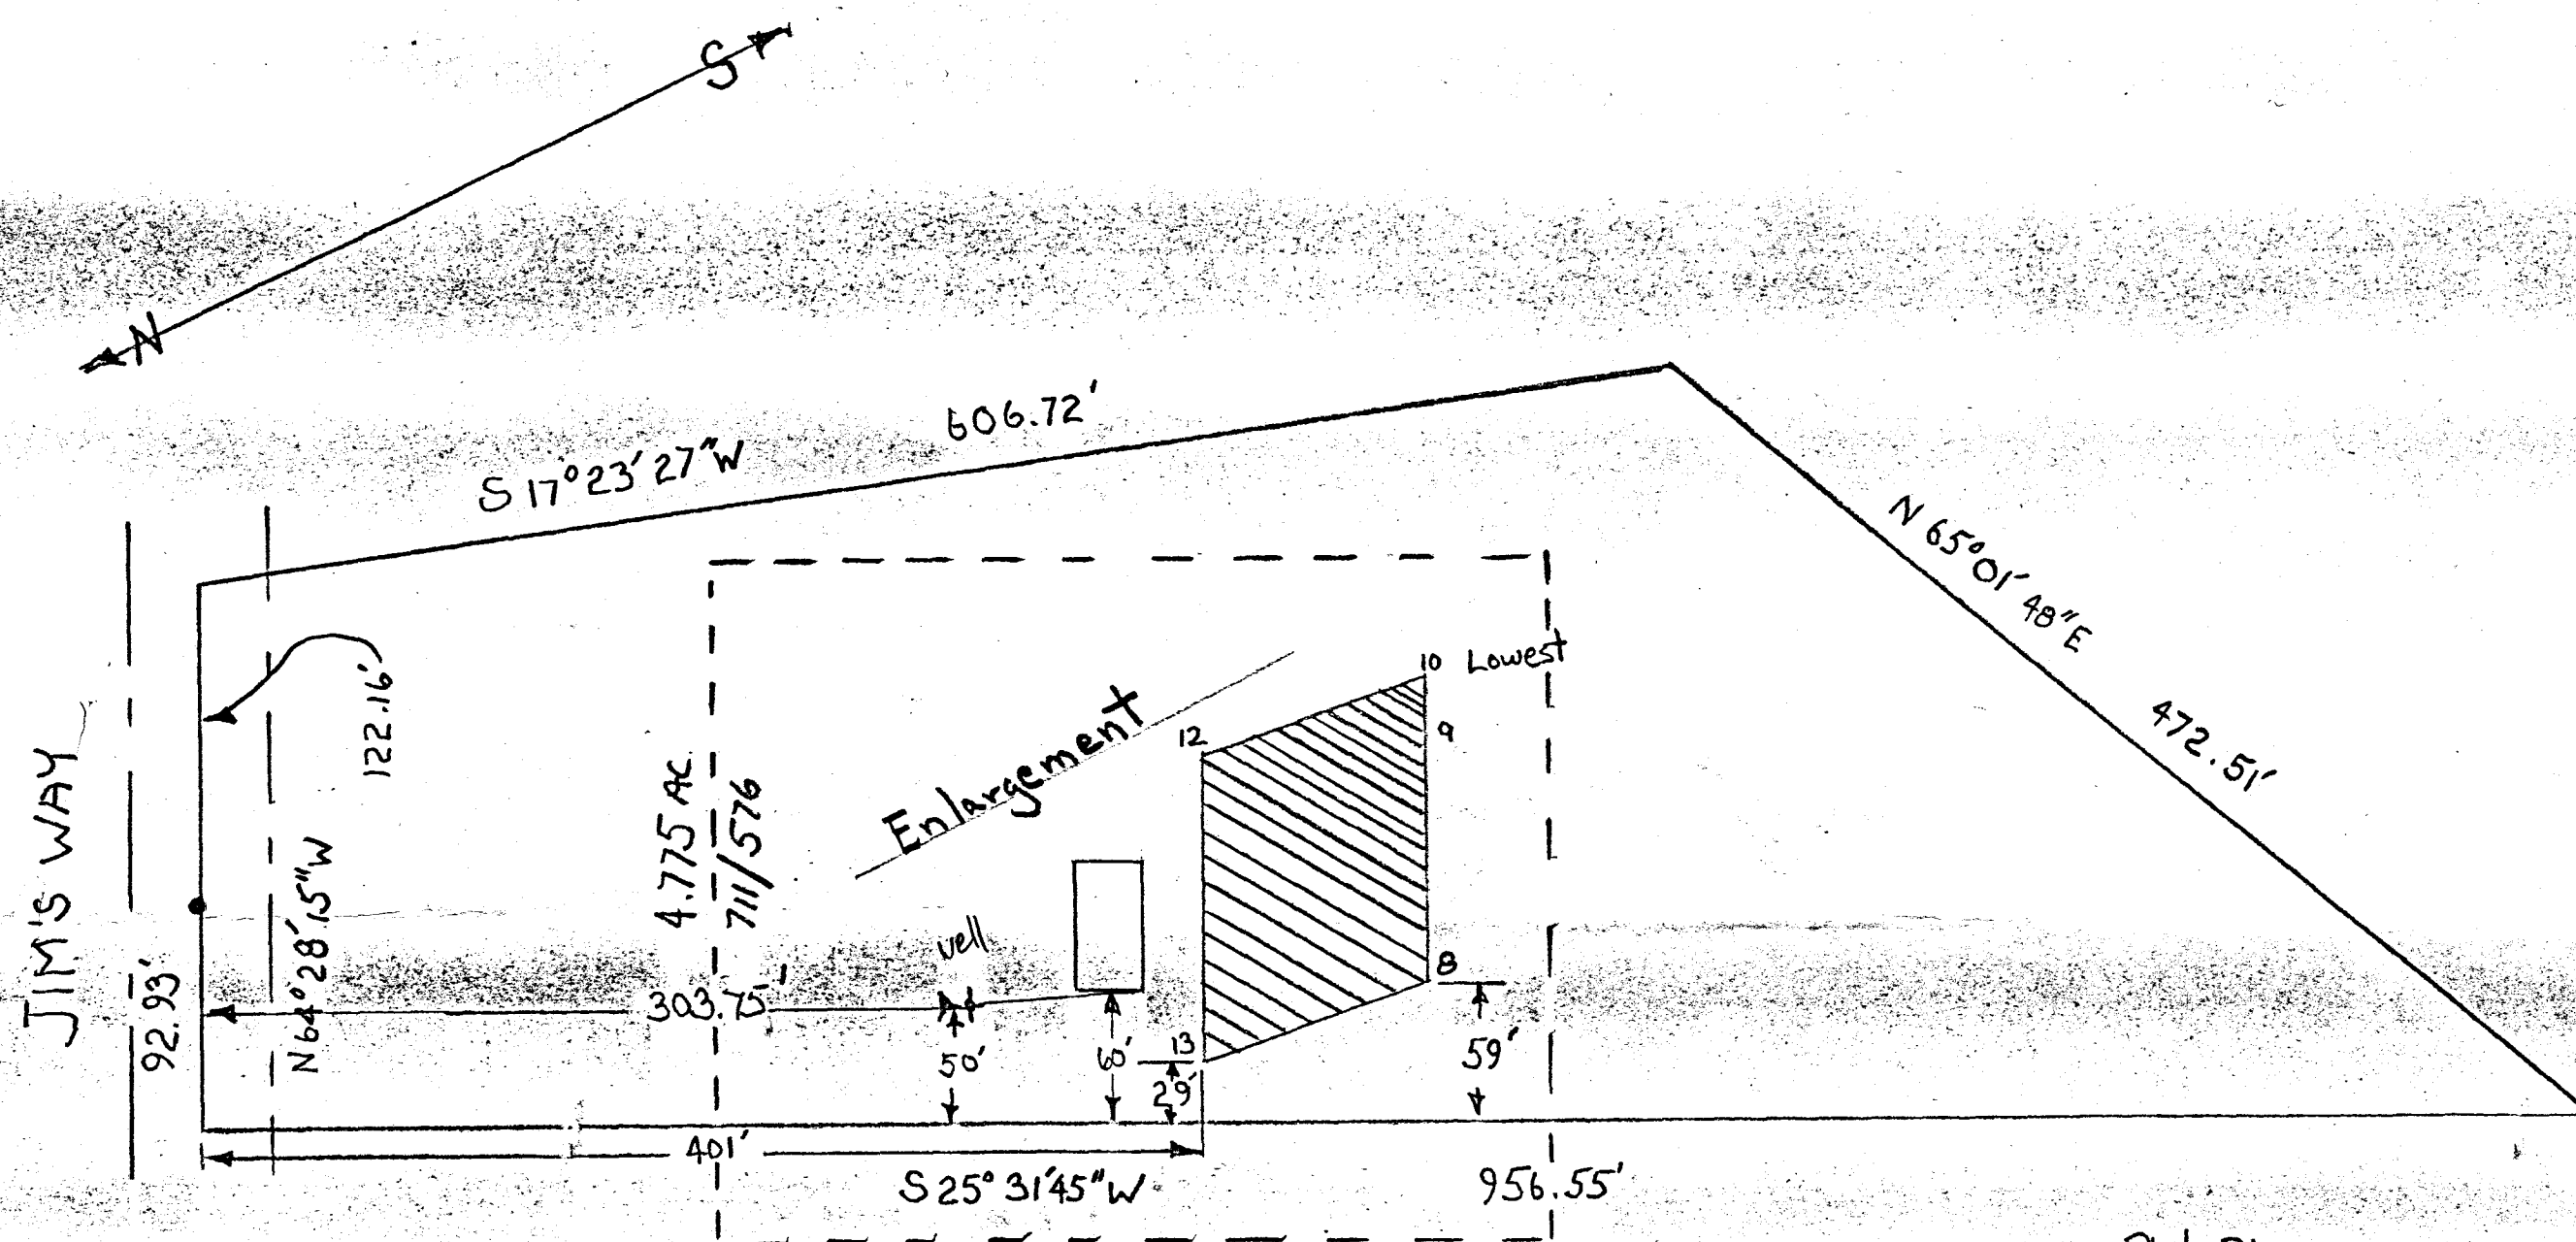 S
N
606.72'
S 17°23'27"W
N 65°01'48"E
472.51'
10 Lowest
9
12
Enlargement
122.16'
JIM'S WAY
4.775 AC.
711/576
N64°28'15"W
92.93'
8
303.75'
50'
60'
13
29'
59'
401'
S 25° 31'45" W
956.55'